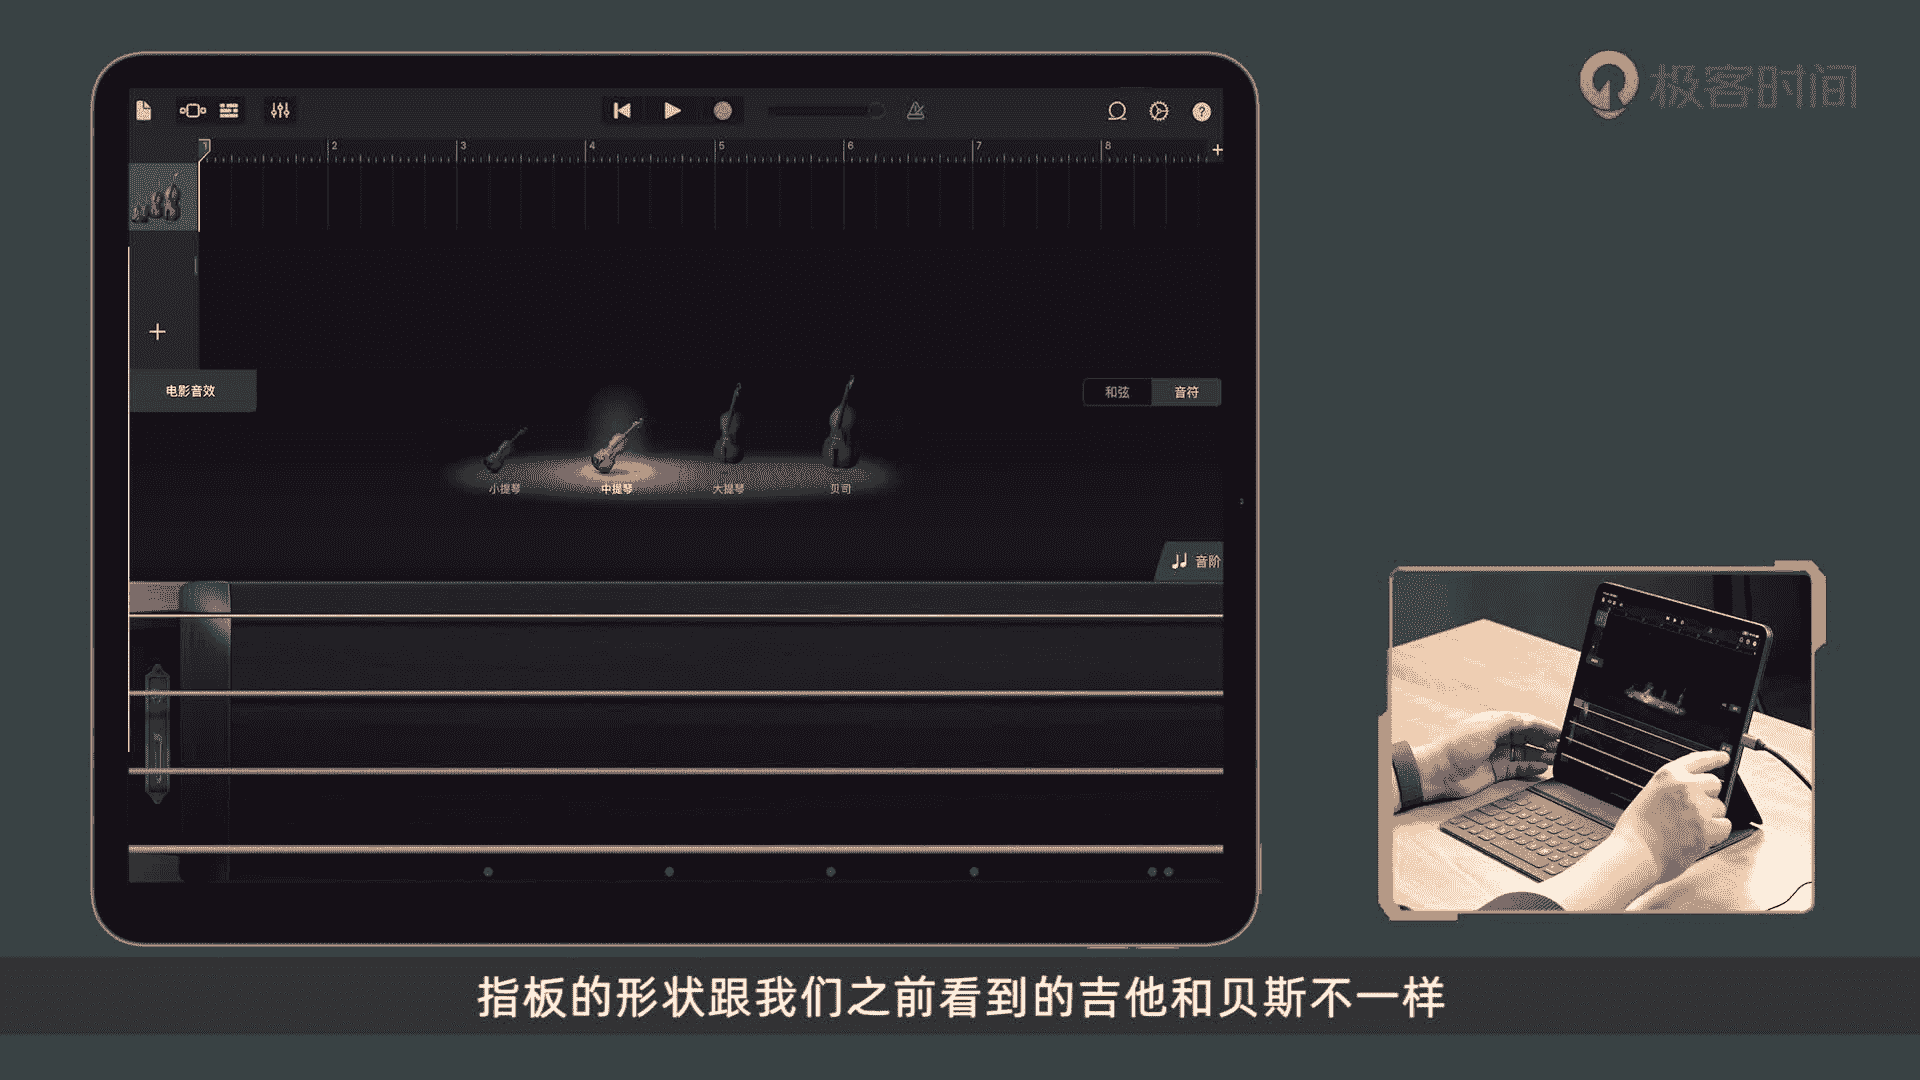 极客时间
1 2 3 4 5 6 7 8
电影音效
和弦 音符
小提琴 中提琴 大提琴 贝司
音阶
指板的形状跟我们之前看到的吉他和贝斯不一样